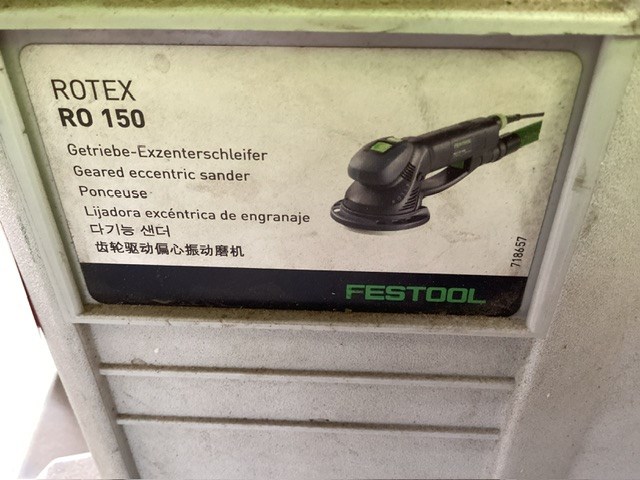 ROTEX
RO 150
Getriebe-Exzenterschleifer
Geared eccentric sander
Ponceuse
Lijadora excéntrica de engranaje
다기능 샌더
齿轮驱动偏心振动磨机
718657
FESTOOL